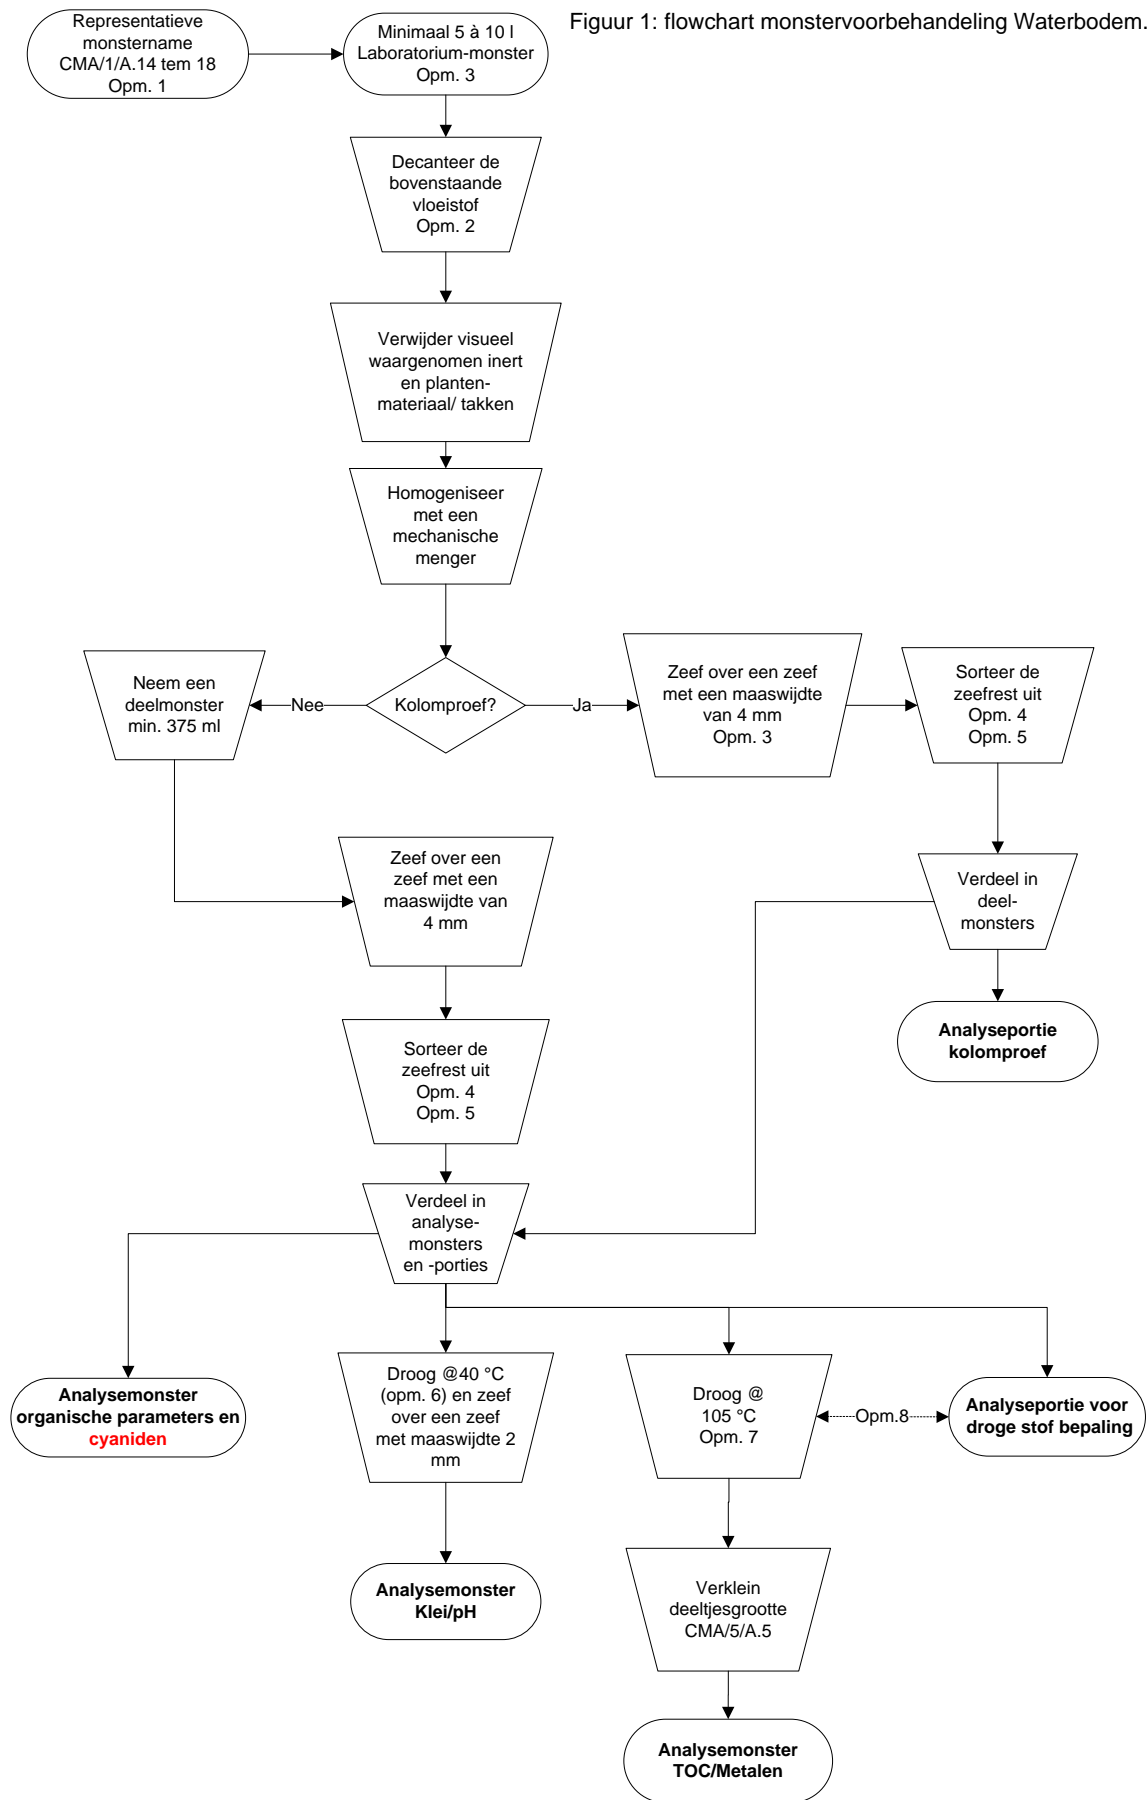 Figuur 1: flowchart monstervoorbehandeling Waterbodem.
Representatieve
monstername
CMA/1/A.14 tem 18
Opm. 1
Minimaal 5 à 10 l
Laboratorium-monster
Opm. 3
Decanteer de
bovenstaande
vloeistof
Opm. 2
Verwijder visueel
waargenomen inert
en planten-
materiaal/ takken
Homogeniseer
met een
mechanische
menger
Kolomproef?
Nee
Ja
Neem een
deelmonster
min. 375 ml
Zeef over een zeef
met een maaswijdte
van 4 mm
Opm. 3
Sorteer de
zeefrest uit
Opm. 4
Opm. 5
Zeef over een
zeef met een
maaswijdte van
4 mm
Verdeel in
deel-
monsters
Analyseportie
kolomproef
Sorteer de
zeefrest uit
Opm. 4
Opm. 5
Verdeel in
analyse-
monsters
en -porties
Analysemonster
organische parameters en
cyaniden
Droog @40 °C
(opm. 6) en zeef
over een zeef
met maaswijdte 2
mm
Droog @
105 °C
Opm. 7
Opm.8
Analyseportie voor
droge stof bepaling
Analysemonster
Klei/pH
Verklein
deeltjesgrootte
CMA/5/A.5
Analysemonster
TOC/Metalen